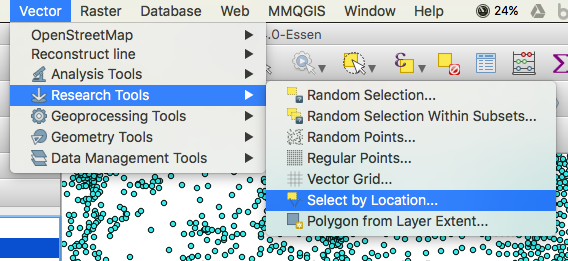 Vector Raster Database Web MMQGIS Window Help 24%
.0-Essen
OpenStreetMap
Reconstruct line
Analysis Tools
Research Tools
Geoprocessing Tools
Geometry Tools
Data Management Tools
Random Selection...
Random Selection Within Subsets...
Random Points...
Regular Points...
Vector Grid...
Select by Location...
Polygon from Layer Extent...